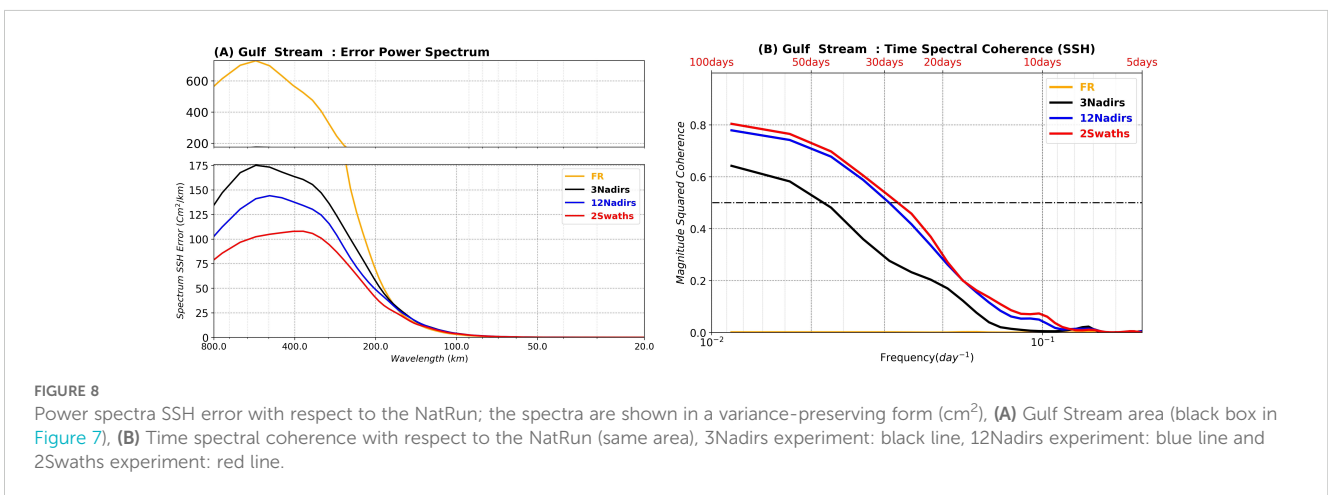 (A) Gulf Stream : Error Power Spectrum
600
400
200
175
150
125
100
75
50
25
0
Spectrum SSH Error (Cm²/km)
FR
3Nadirs
12Nadirs
2Swaths
800.0 400.0 200.0 100.0 50.0 20.0
Wavelength (km)
(B) Gulf Stream : Time Spectral Coherence (SSH)
100days 50days 30days 20days 10days 5days
0.8
0.6
0.4
0.2
0.0
Magnitude Squared Coherence
FR
3Nadirs
12Nadirs
2Swaths
10⁻² 10⁻¹
Frequency(day⁻¹)
FIGURE 8
Power spectra SSH error with respect to the NatRun; the spectra are shown in a variance-preserving form (cm²), (A) Gulf Stream area (black box in
Figure 7), (B) Time spectral coherence with respect to the NatRun (same area), 3Nadirs experiment: black line, 12Nadirs experiment: blue line and
2Swaths experiment: red line.